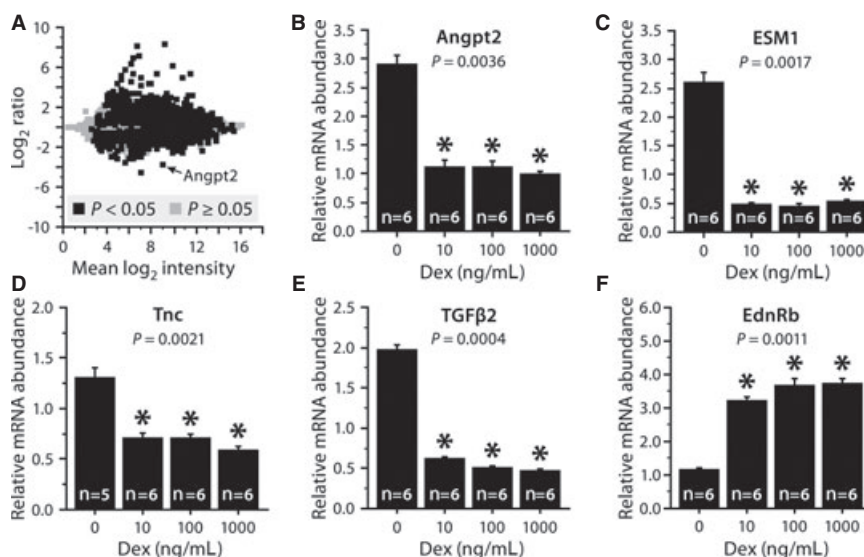 A
Log₂ ratio
10
6
2
-2
-6
-10
Angpt2
P < 0.05 P ≥ 0.05
0 4 8 12 16
Mean log₂ intensity
B
Angpt2
P = 0.0036
Relative mRNA abundance
3.5
3.0
2.5
2.0
1.5
1.0
0.5
0.0
* * *
n=6 n=6 n=6 n=6
0 10 100 1000
Dex (ng/mL)
C
ESM1
P = 0.0017
Relative mRNA abundance
3.5
3.0
2.5
2.0
1.5
1.0
0.5
0.0
* * *
n=6 n=6 n=6 n=6
0 10 100 1000
Dex (ng/mL)
D
Tnc
P = 0.0021
Relative mRNA abundance
2.0
1.5
1.0
0.5
0.0
* * *
n=5 n=6 n=6 n=6
0 10 100 1000
Dex (ng/mL)
E
TGFβ2
P = 0.0004
Relative mRNA abundance
2.5
2.0
1.5
1.0
0.5
0.0
* * *
n=6 n=6 n=6 n=6
0 10 100 1000
Dex (ng/mL)
F
EdnRb
P = 0.0011
Relative mRNA abundance
6.0
5.0
4.0
3.0
2.0
1.0
0.0
* * *
n=6 n=6 n=6 n=6
0 10 100 1000
Dex (ng/mL)